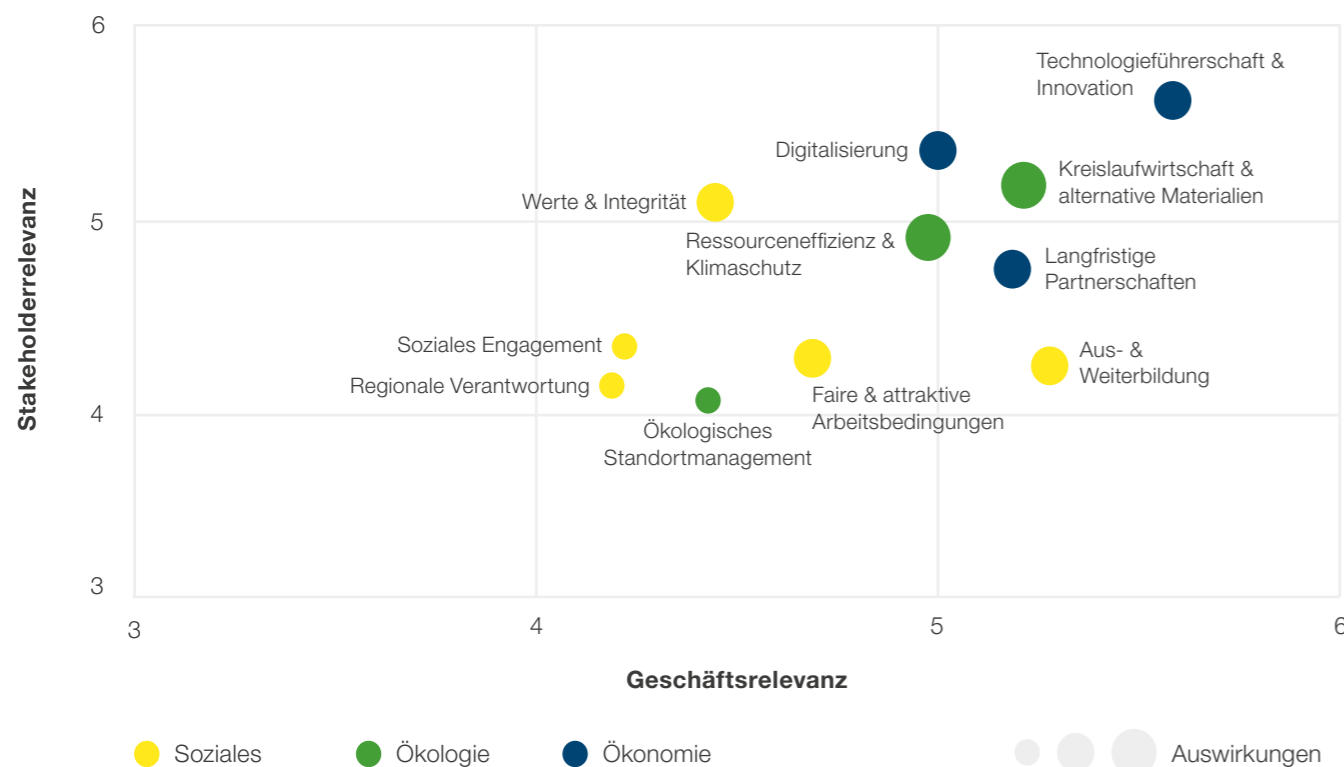 6
Technologieführerschaft &
Innovation
Digitalisierung
Kreislaufwirtschaft &
alternative Materialien
Werte & Integrität
5
Ressourceneffizienz &
Klimaschutz
Langfristige
Partnerschaften
Stakeholderrelevanz
Soziales Engagement
Aus- &
Weiterbildung
Regionale Verantwortung
Faire & attraktive
Arbeitsbedingungen
4
Ökologisches
Standortmanagement
3
3
4
5
6
Geschäftsrelevanz
Soziales
Ökologie
Ökonomie
Auswirkungen